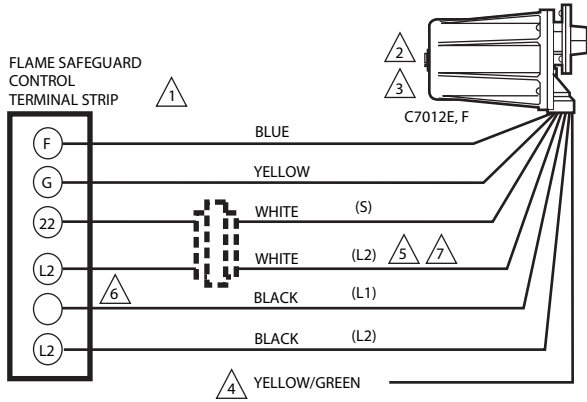 FLAME SAFEGUARD
CONTROL
TERMINAL STRIP
1
2
3
C7012E, F
F
BLUE
G
YELLOW
22
WHITE (S)
L2
WHITE (L2) 5 7
6
BLACK (L1)
L2
BLACK (L2)
4 YELLOW/GREEN